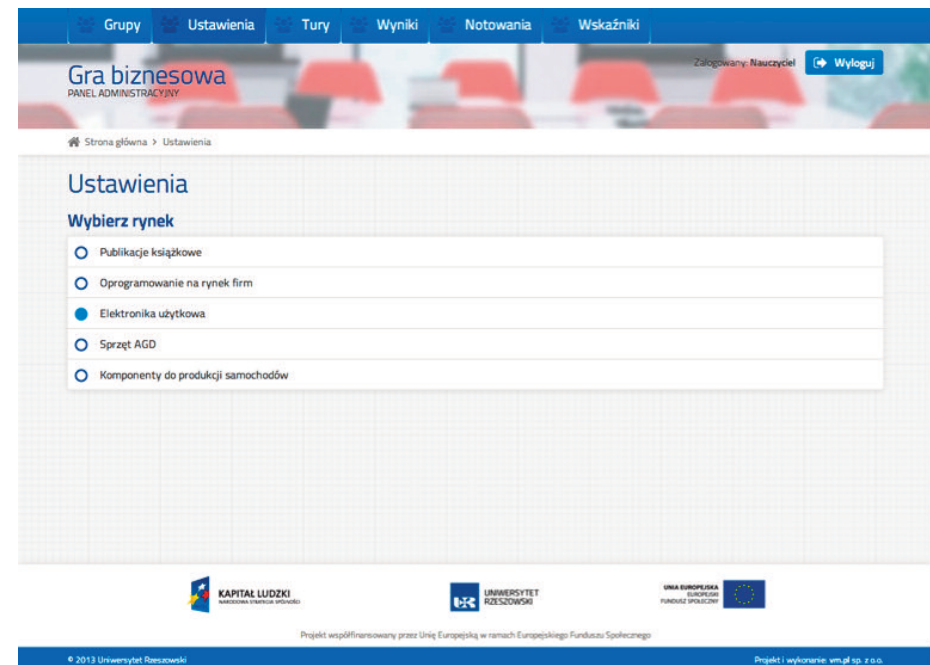 Grupy Ustawienia Tury Wyniki Notowania Wskaźniki
Zalogowany: Nauczyciel Wyloguj
Gra biznesowa
PANEL ADMINISTRACYJNY
Strona główna > Ustawienia
Ustawienia
Wybierz rynek
Publikacje książkowe
Oprogramowanie na rynek firm
Elektronika użytkowa
Sprzęt AGD
Komponenty do produkcji samochodów
KAPITAŁ LUDZKI
NARODOWA STRATEGIA SPÓJNOŚCI
UNIWERSYTET
RZESZOWSKI
UNIA EUROPEJSKA
EUROPEJSKI
FUNDUSZ SPOŁECZNY
Projekt współfinansowany przez Unię Europejską w ramach Europejskiego Funduszu Społecznego
© 2013 Uniwersytet Rzeszowski Projekt i wykonanie: vm.pl sp. z o.o.